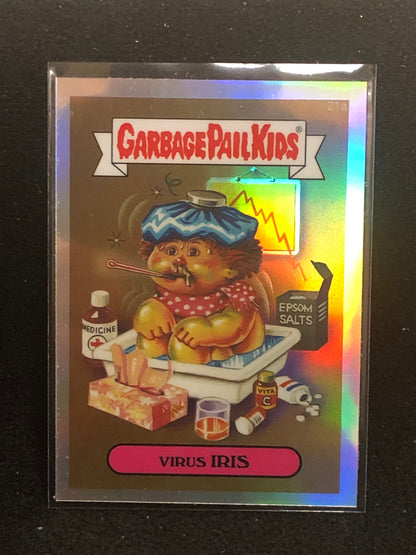 21a
GARBAGE PAIL KIDS®
MEDICINE
EPSOM
SALTS
VITA
C
VIRUS IRIS